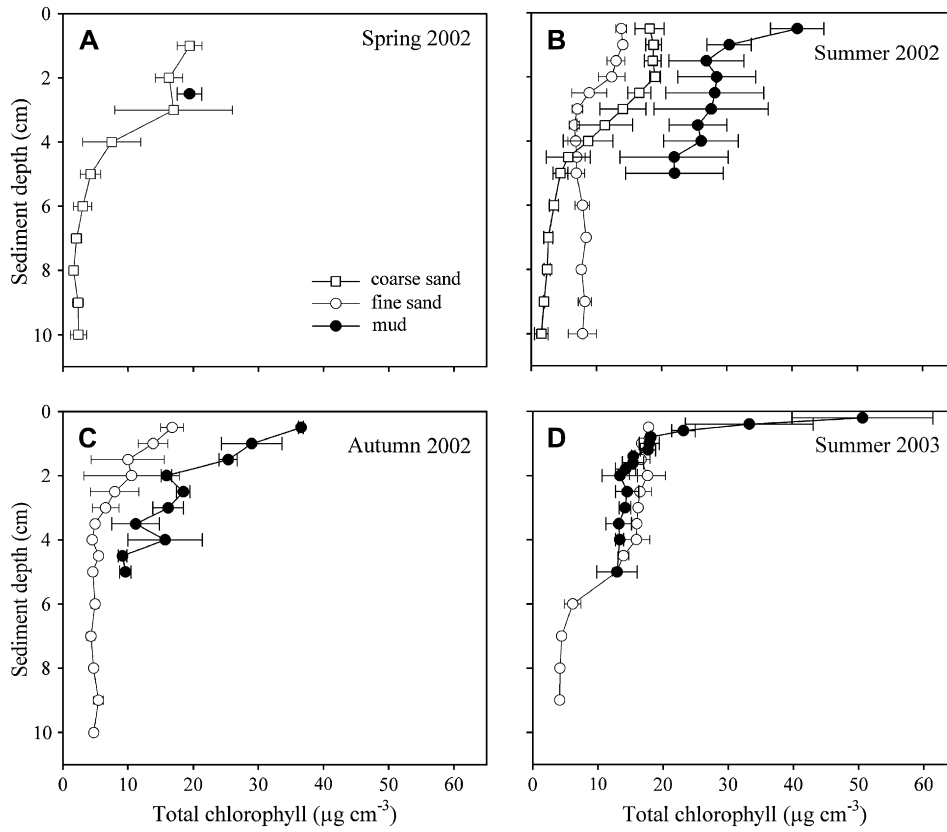 A
Spring 2002
B
Summer 2002
0
2
4
6
8
10
Sediment depth (cm)
coarse sand
fine sand
mud
C
Autumn 2002
D
Summer 2003
0
2
4
6
8
10
Sediment depth (cm)
0 10 20 30 40 50 60
0 10 20 30 40 50 60
Total chlorophyll (µg cm⁻³)
Total chlorophyll (µg cm⁻³)